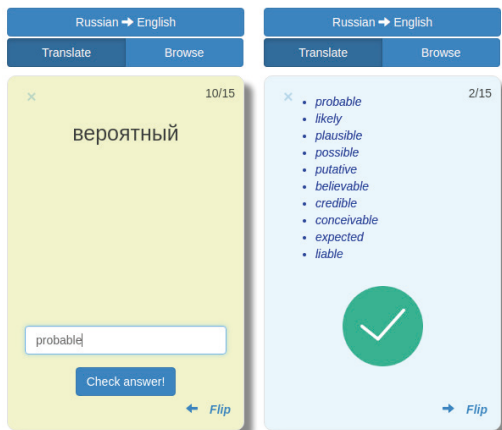 Russian ➡ English
Translate Browse
×
10/15
вероятный
probable
Check answer!
Flip
Russian ➡ English
Translate Browse
×
2/15
probable
likely
plausible
possible
putative
believable
credible
conceivable
expected
liable
Flip